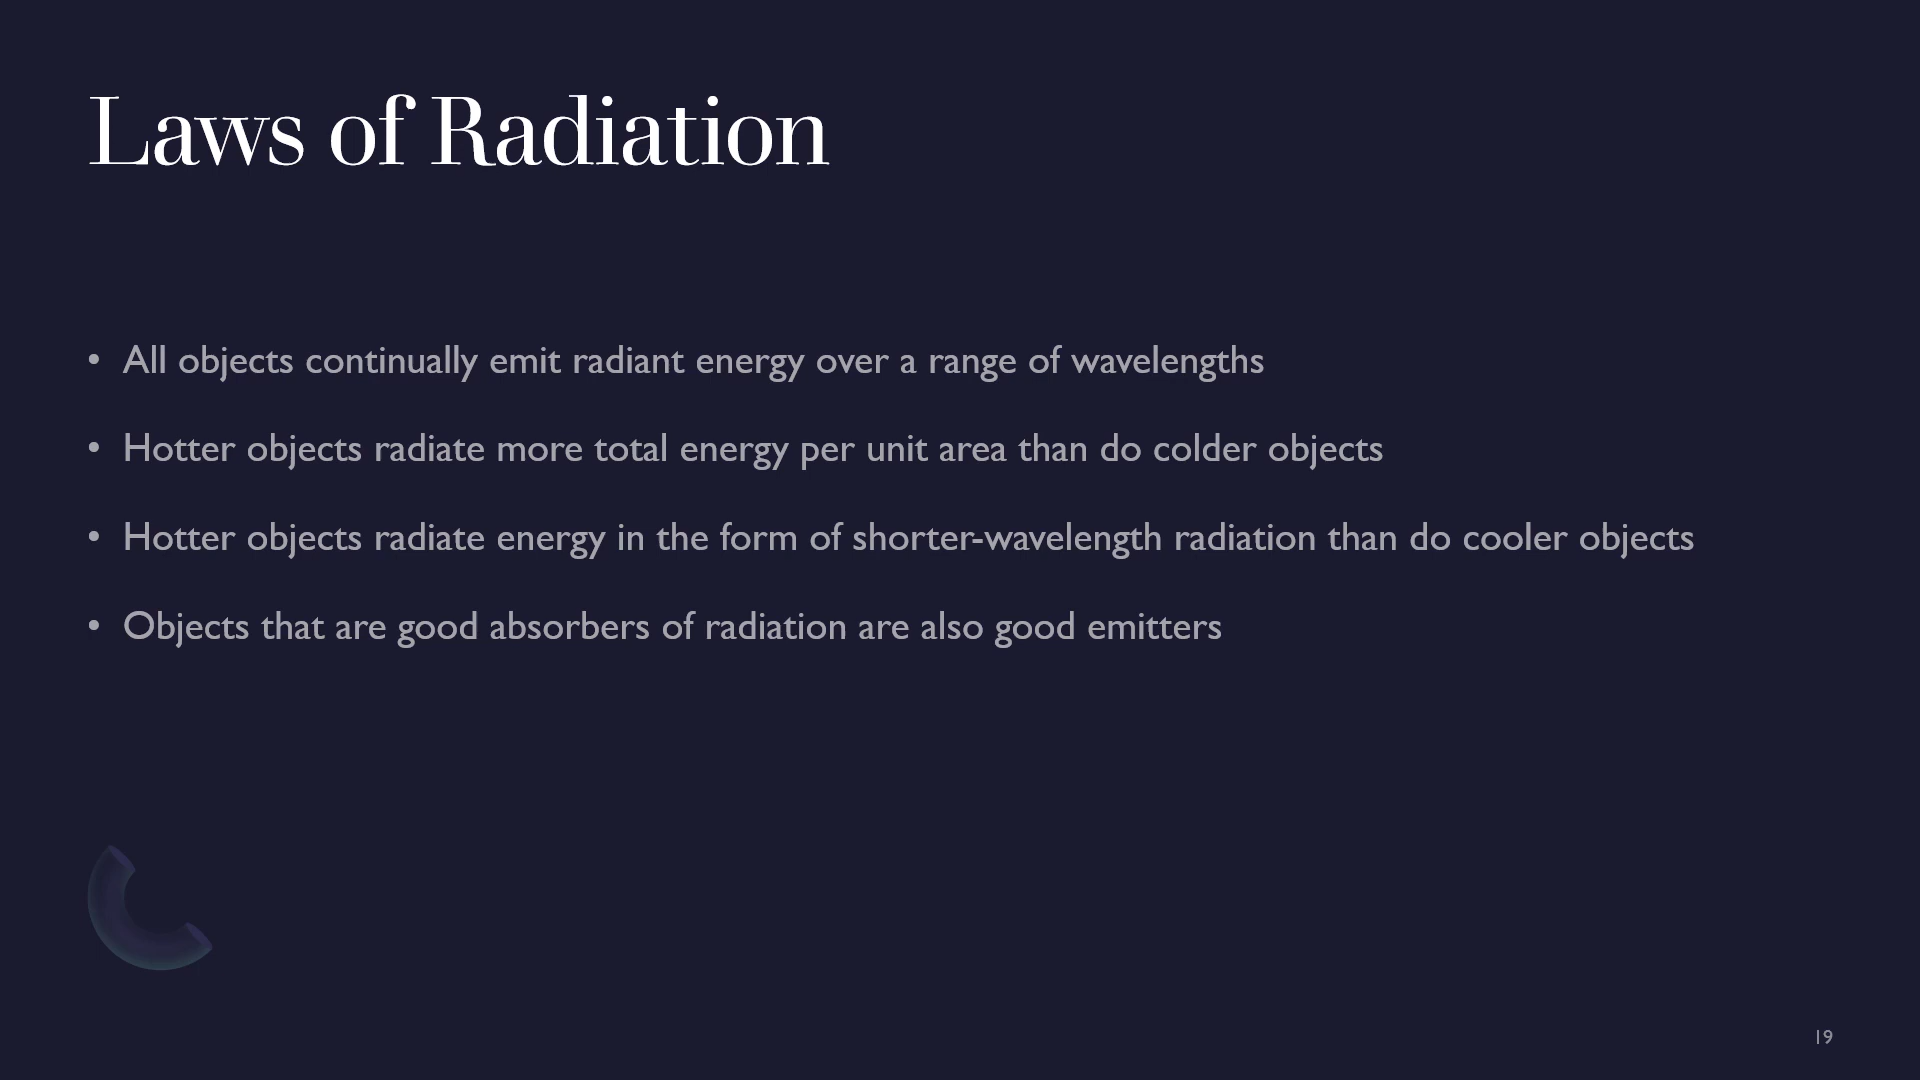 Laws of Radiation
• All objects continually emit radiant energy over a range of wavelengths
• Hotter objects radiate more total energy per unit area than do colder objects
• Hotter objects radiate energy in the form of shorter-wavelength radiation than do cooler objects
• Objects that are good absorbers of radiation are also good emitters
19